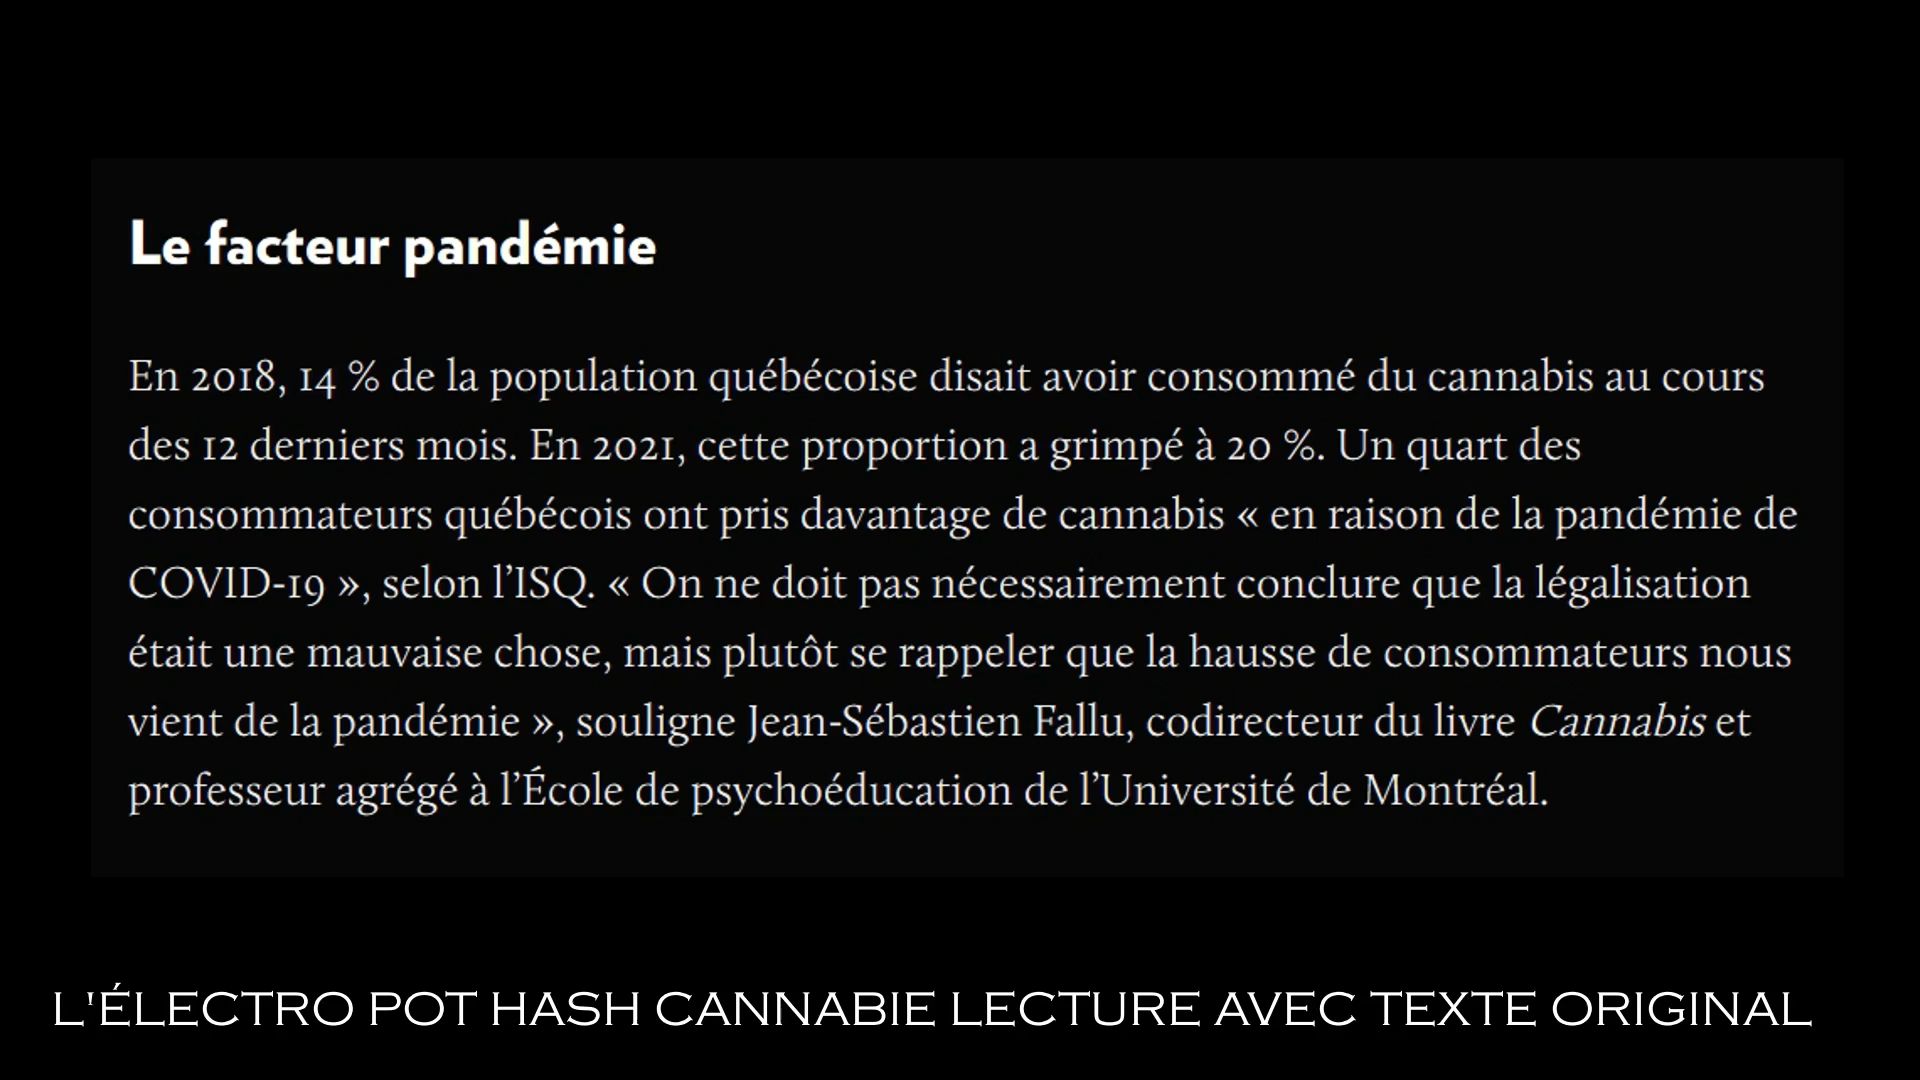 Le facteur pandémie
En 2018, 14 % de la population québécoise disait avoir consommé du cannabis au cours
des 12 derniers mois. En 2021, cette proportion a grimpé à 20 %. Un quart des
consommateurs québécois ont pris davantage de cannabis « en raison de la pandémie de
COVID-19 », selon l’ISQ. « On ne doit pas nécessairement conclure que la légalisation
était une mauvaise chose, mais plutôt se rappeler que la hausse de consommateurs nous
vient de la pandémie », souligne Jean-Sébastien Fallu, codirecteur du livre Cannabis et
professeur agrégé à l’École de psychoéducation de l’Université de Montréal.
L'ÉLECTRO POT HASH CANNABIE LECTURE AVEC TEXTE ORIGINAL